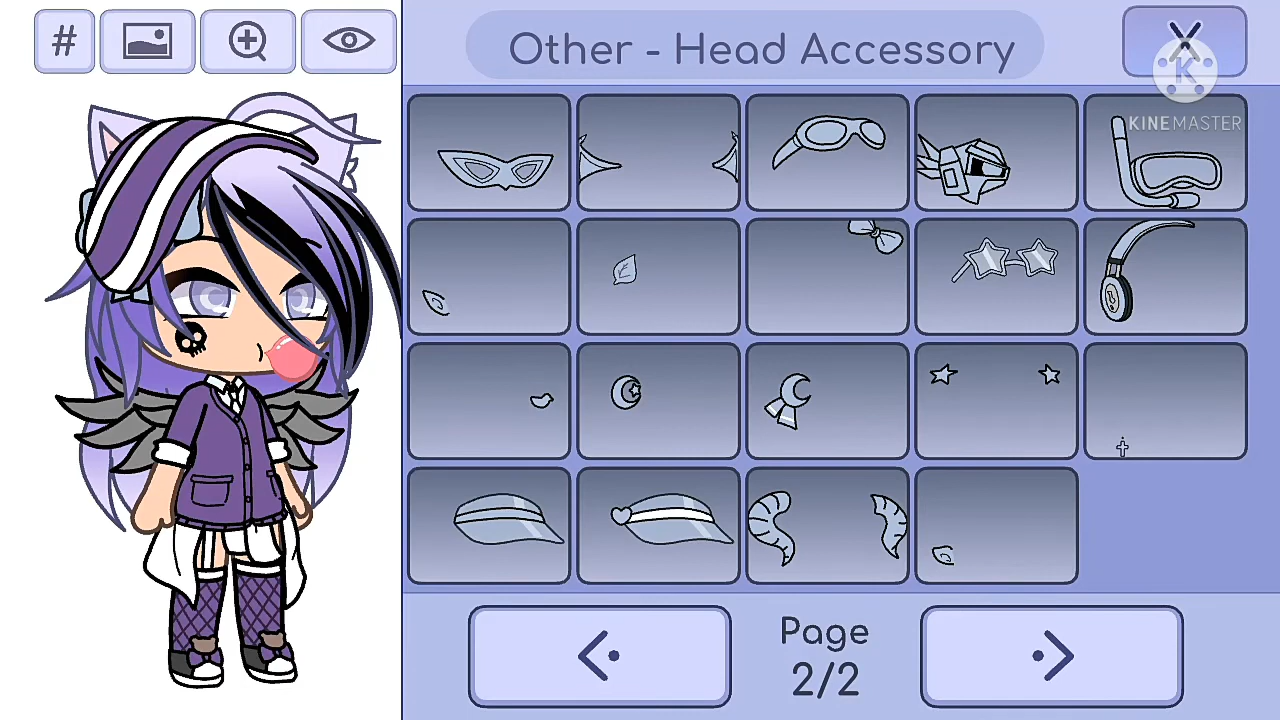 #
Other - Head Accessory
X
K
KINEMASTER
Page
2/2